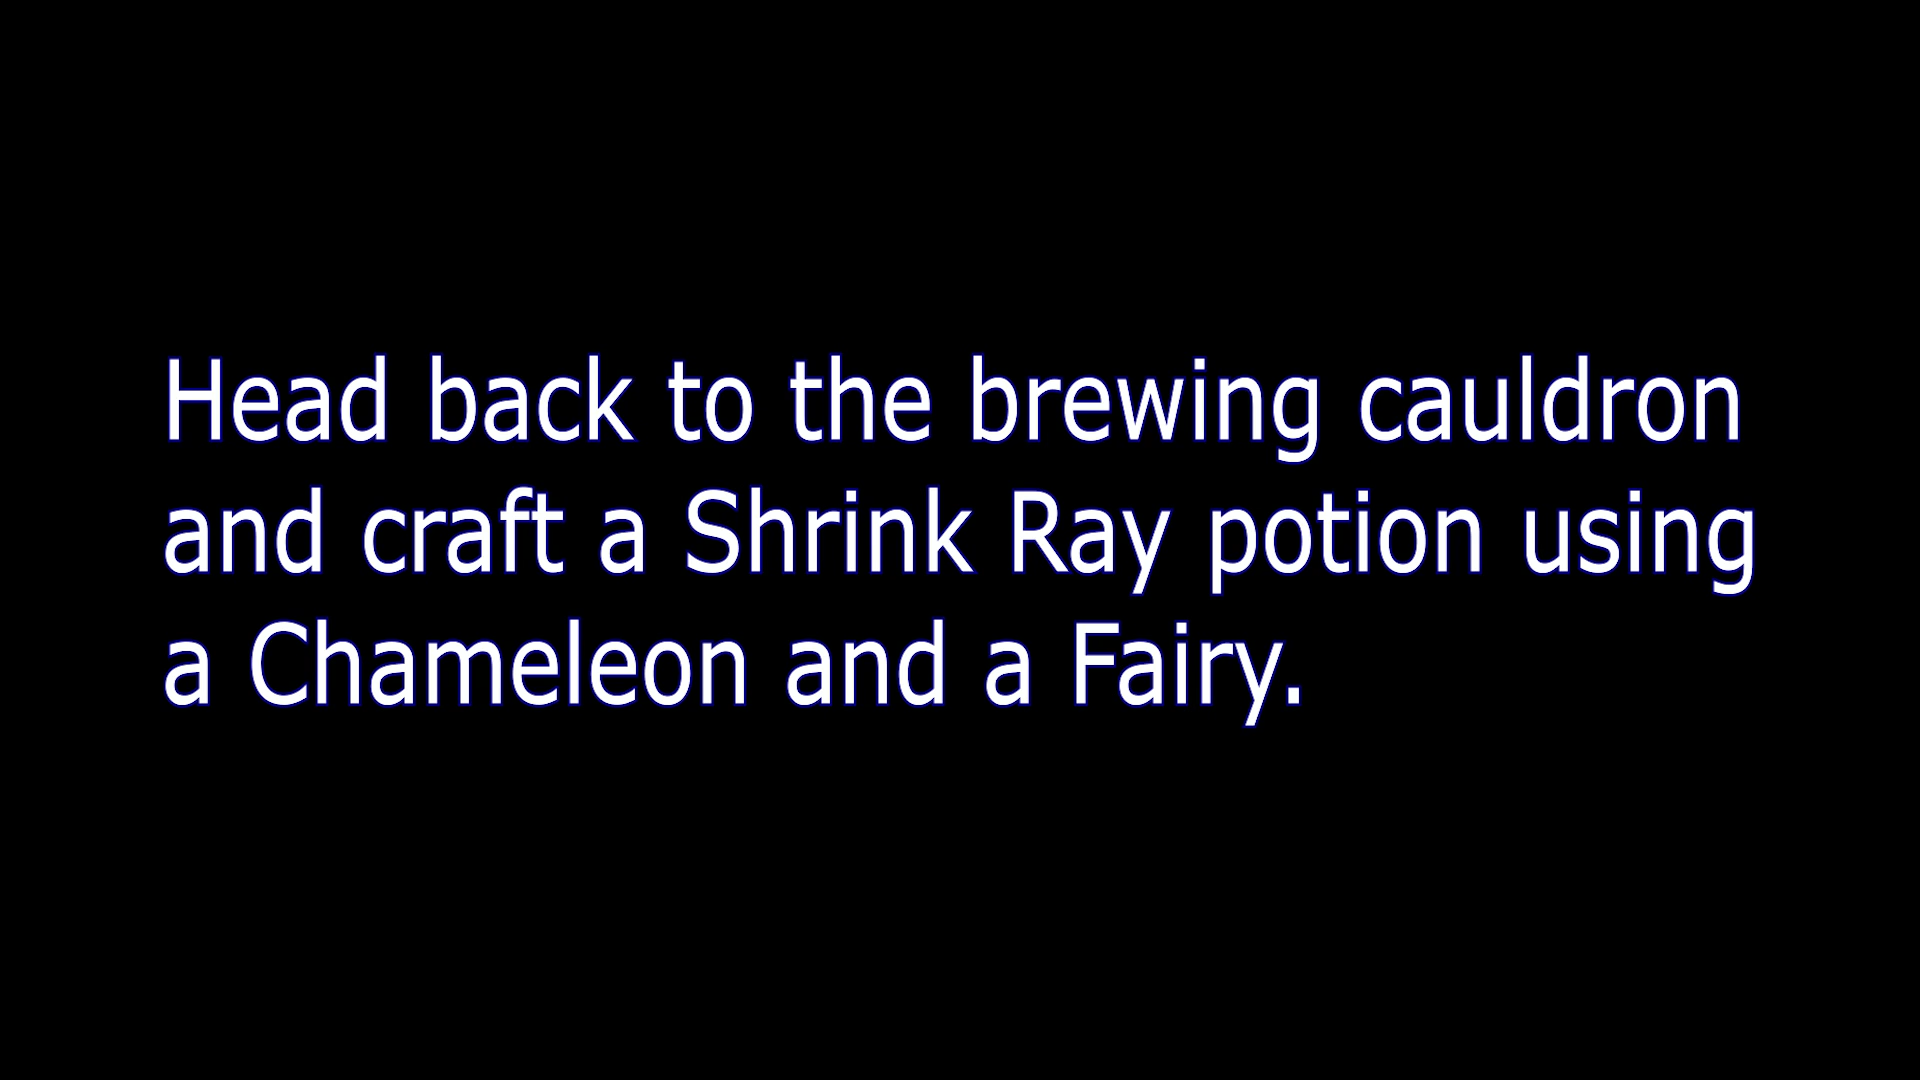 Head back to the brewing cauldron
and craft a Shrink Ray potion using
a Chameleon and a Fairy.